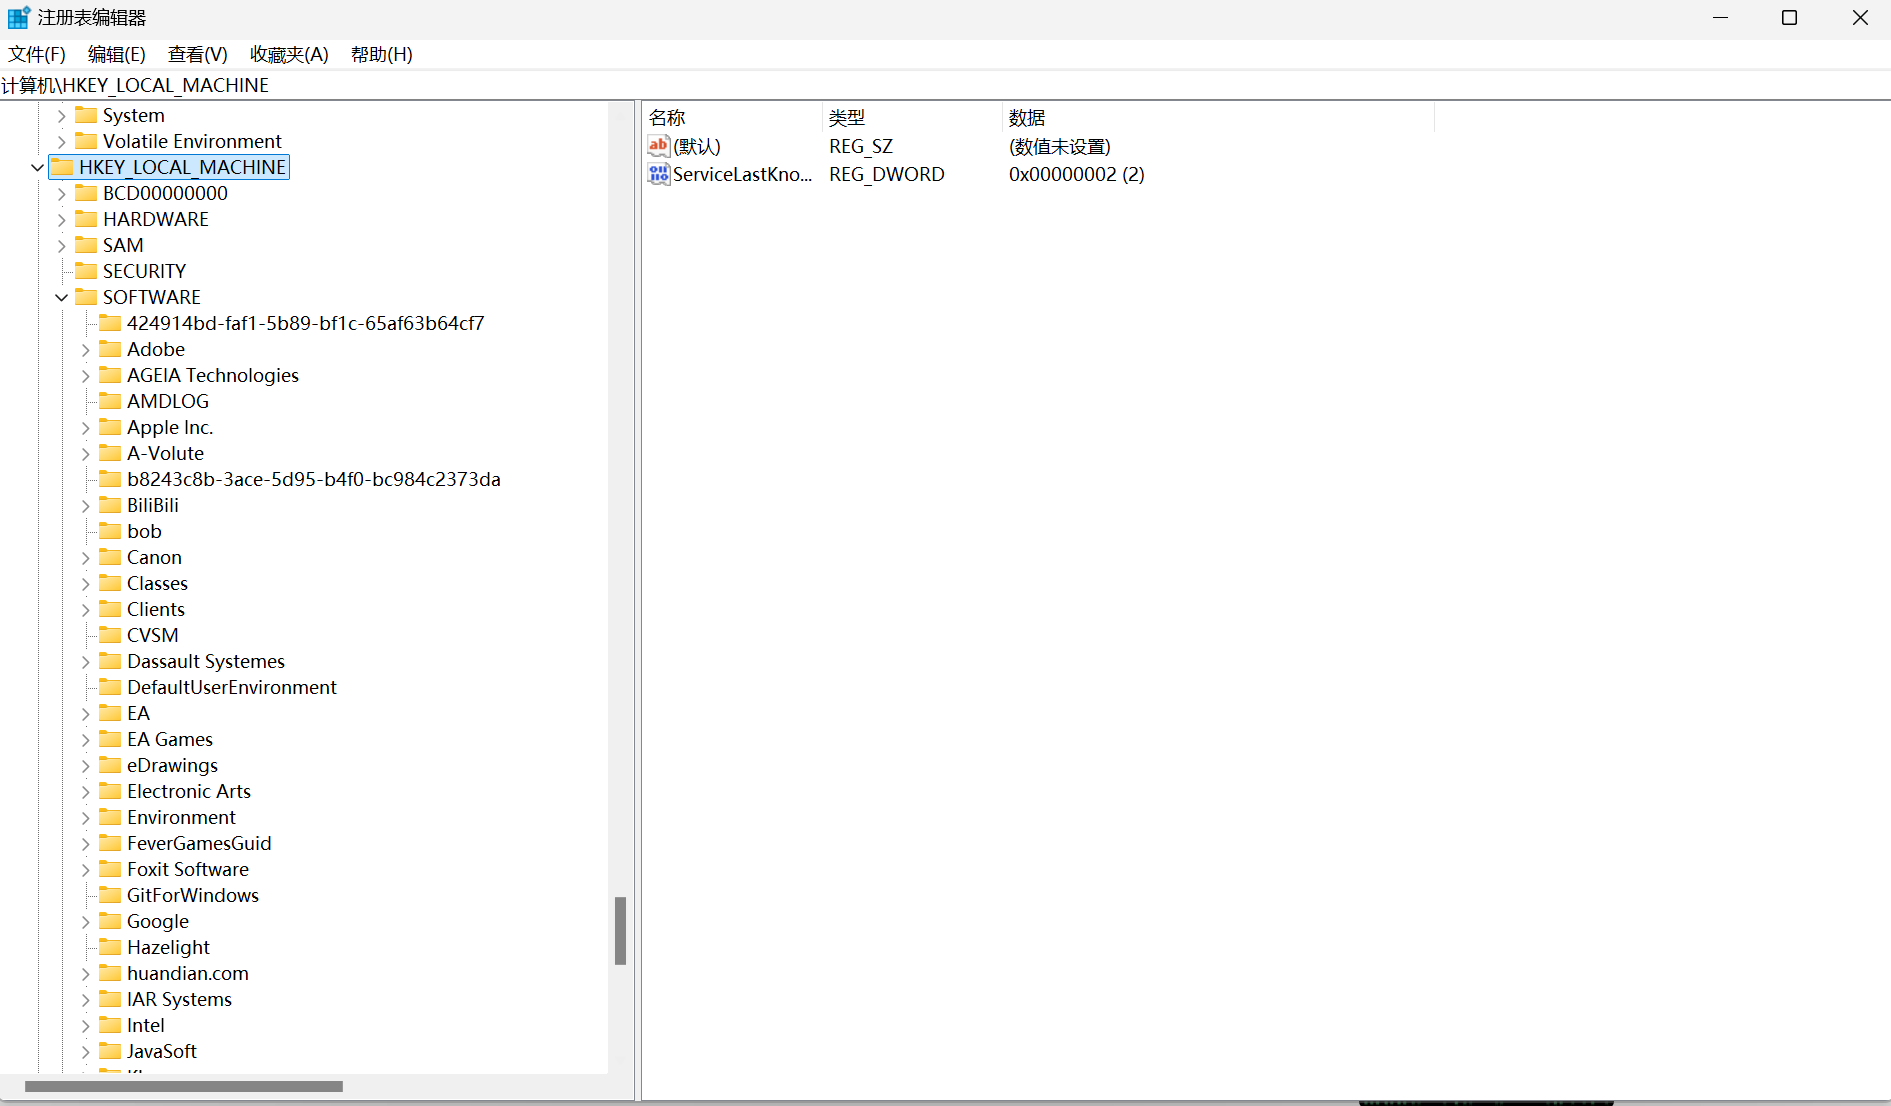 注册表编辑器
文件(F) 编辑(E) 查看(V) 收藏夹(A) 帮助(H)
计算机\HKEY_LOCAL_MACHINE
System
Volatile Environment
HKEY_LOCAL_MACHINE
BCD00000000
HARDWARE
SAM
SECURITY
SOFTWARE
424914bd-faf1-5b89-bf1c-65af63b64cf7
Adobe
AGEIA Technologies
AMDLOG
Apple Inc.
A-Volute
b8243c8b-3ace-5d95-b4f0-bc984c2373da
BiliBili
bob
Canon
Classes
Clients
CVSM
Dassault Systemes
DefaultUserEnvironment
EA
EA Games
eDrawings
Electronic Arts
Environment
FeverGamesGuid
Foxit Software
GitForWindows
Google
Hazelight
huandian.com
IAR Systems
Intel
JavaSoft
名称 类型 数据
(默认) REG_SZ (数值未设置)
ServiceLastKno... REG_DWORD 0x00000002 (2)